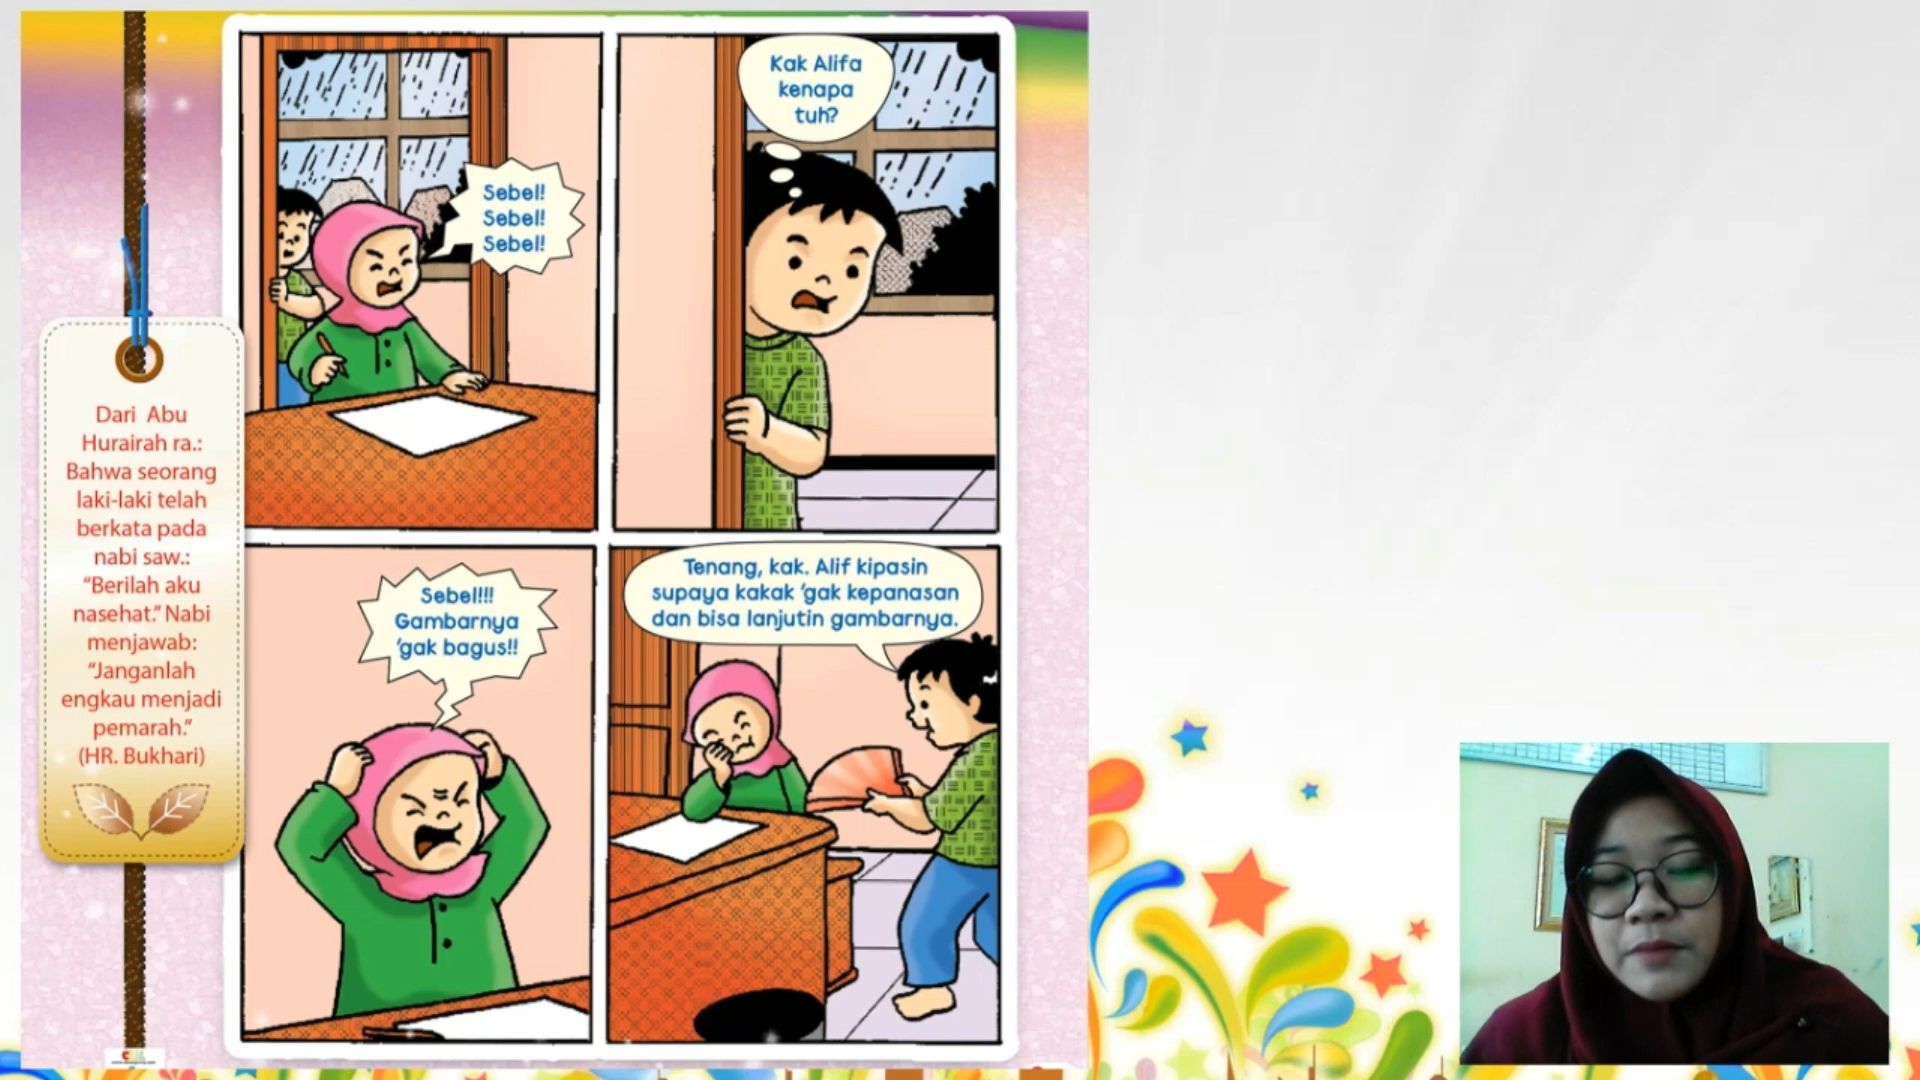 Sebel!
Sebel!
Sebel!
Kak Alifa
kenapa
tuh?
Sebel!!!
Gambarnya
‘gak bagus!!
Tenang, kak. Alif kipasin
supaya kakak ‘gak kepanasan
dan bisa lanjutin gambarnya.
Dari Abu
Hurairah ra.:
Bahwa seorang
laki-laki telah
berkata pada
nabi saw.:
“Berilah aku
nasehat.” Nabi
menjawab:
“Janganlah
engkau menjadi
pemarah.”
(HR. Bukhari)